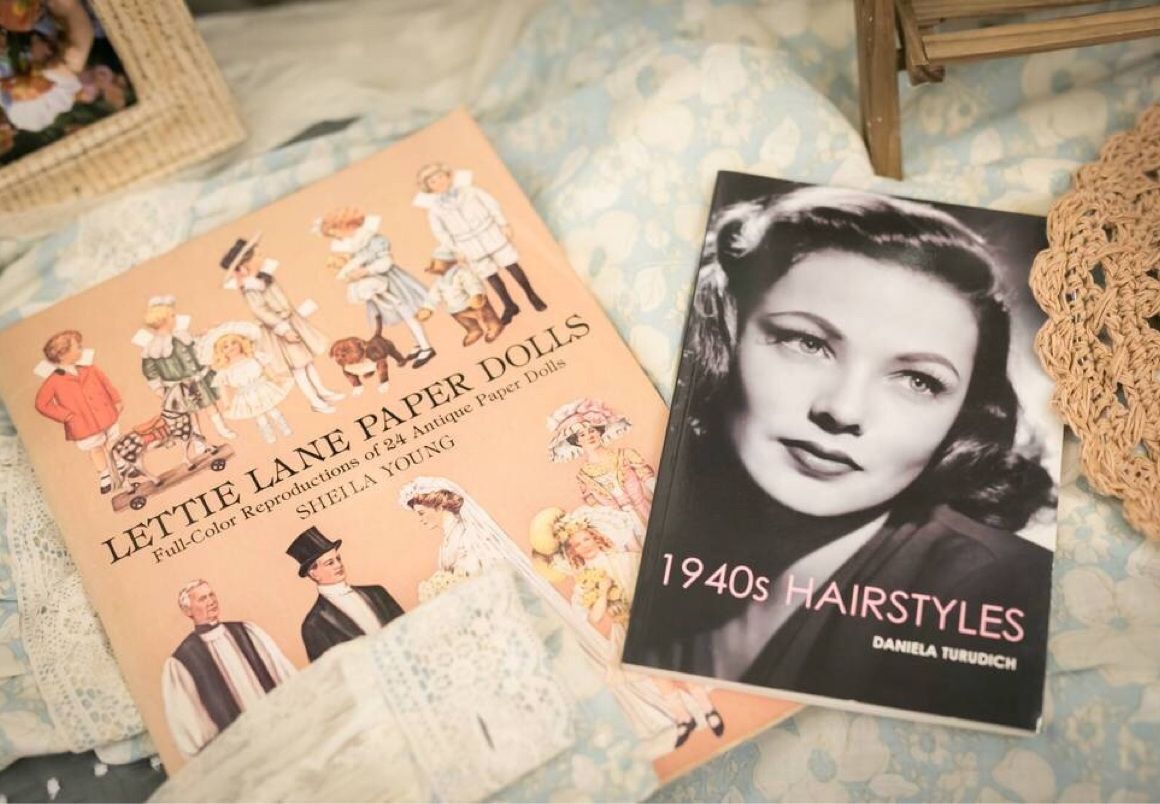 LETTIE LANE PAPER DOLLS
Full-Color Reproductions of 24 Antique Paper Dolls
SHEILA YOUNG
1940s HAIRSTYLES
DANIELA TURUDICH